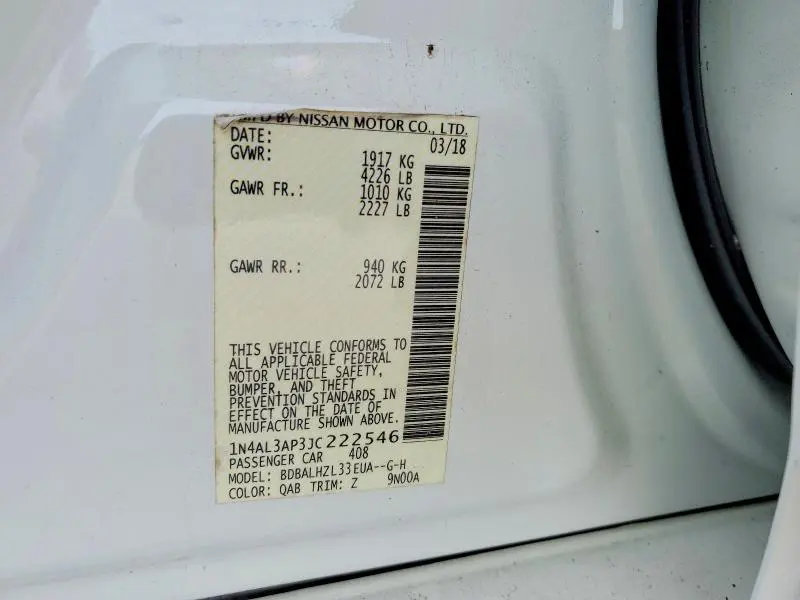 MFD BY NISSAN MOTOR CO., LTD.
DATE: 03/18
GVWR: 1917 KG
4226 LB
GAWR FR.: 1010 KG
2227 LB
GAWR RR.: 940 KG
2072 LB
THIS VEHICLE CONFORMS TO
ALL APPLICABLE FEDERAL
MOTOR VEHICLE SAFETY,
BUMPER, AND THEFT
PREVENTION STANDARDS IN
EFFECT ON THE DATE OF
MANUFACTURE SHOWN ABOVE.
1N4AL3AP3JC222546
PASSENGER CAR 408
MODEL: BDBALHZL33EUA--G-H
COLOR: QAB TRIM: Z 9N00A